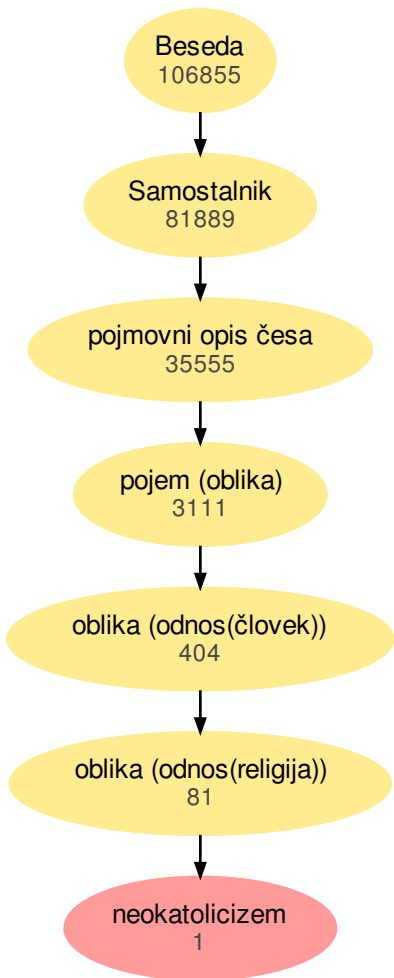 Beseda
106855
Samostalnik
81889
pojmovni opis česa
35555
pojem (oblika)
3111
oblika (odnos(človek))
404
oblika (odnos(religija))
81
neokatolicizem
1